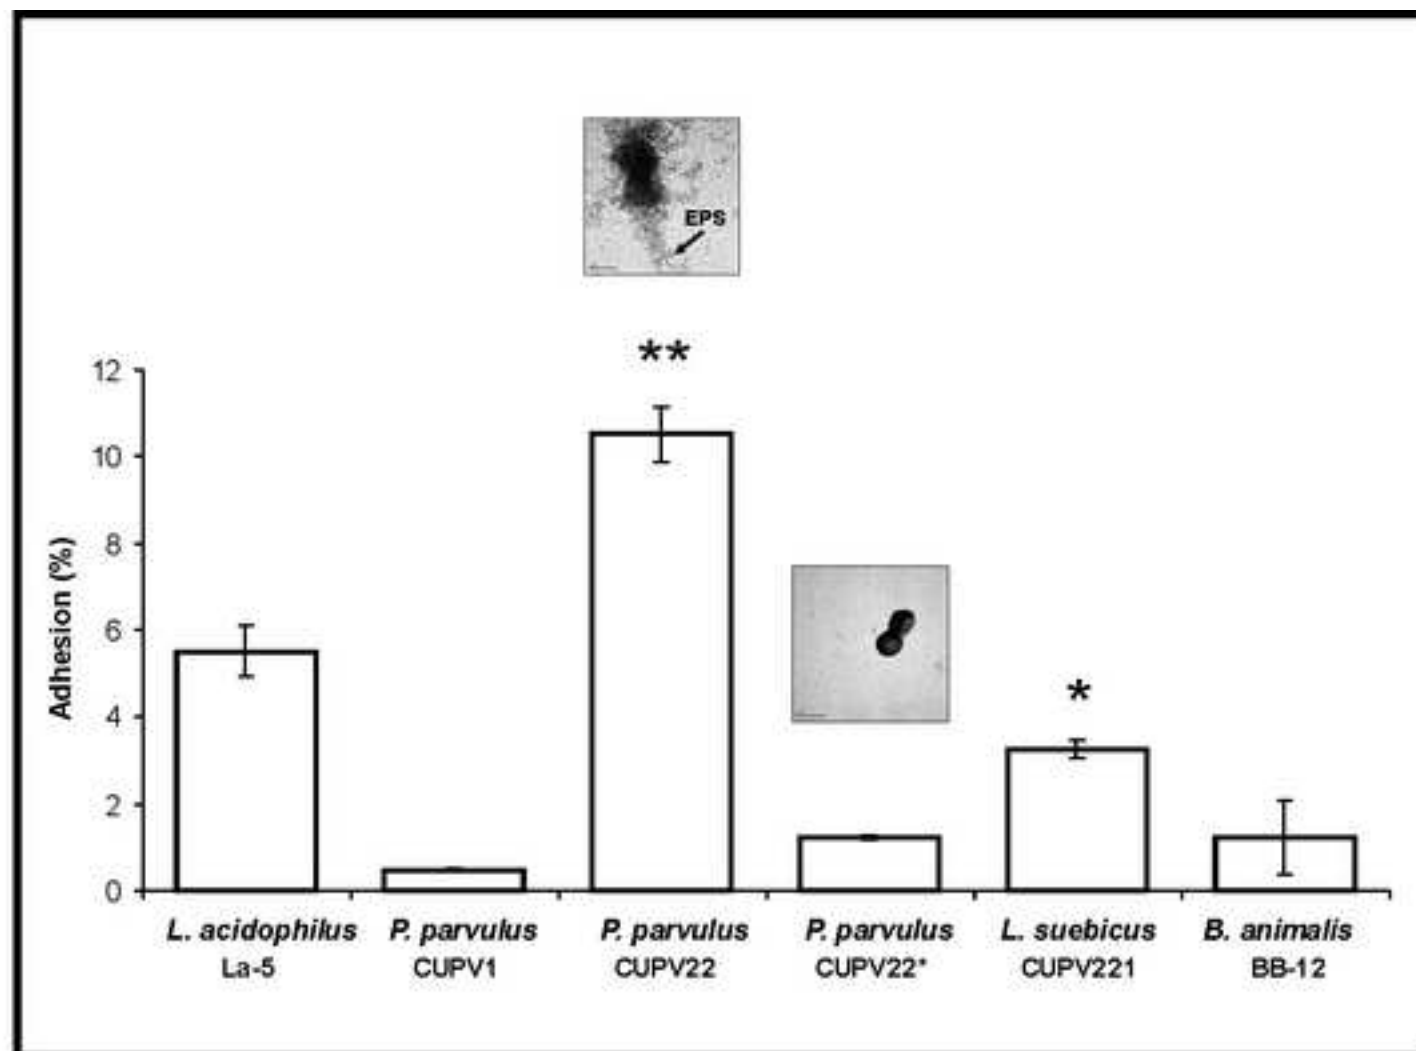 EPS
**
12
10
8
6
4
2
0
Adhesion (%)
*
L. acidophilus P. parvulus P. parvulus P. parvulus L. suebicus B. animalis
La-5 CUPV1 CUPV22 CUPV22* CUPV221 BB-12